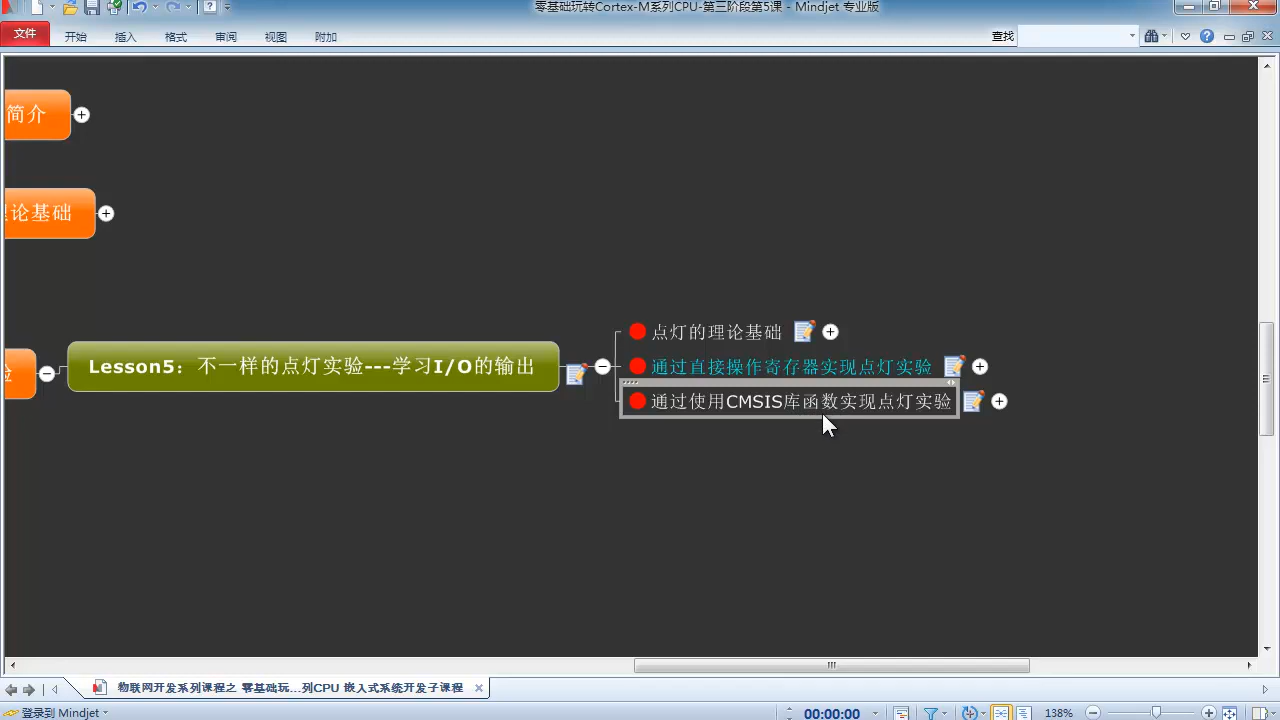 零基础玩转Cortex-M系列CPU-第三阶段第5课 - Mindjet 专业版
文件 开始 插入 格式 审阅 视图 附加 查找
简介
论基础
Lesson5：不一样的点灯实验---学习I/O的输出
点灯的理论基础
通过直接操作寄存器实现点灯实验
通过使用CMSIS库函数实现点灯实验
物联网开发系列课程之 零基础玩...列CPU 嵌入式系统开发子课程
登录到 Mindjet 00:00:00 138%